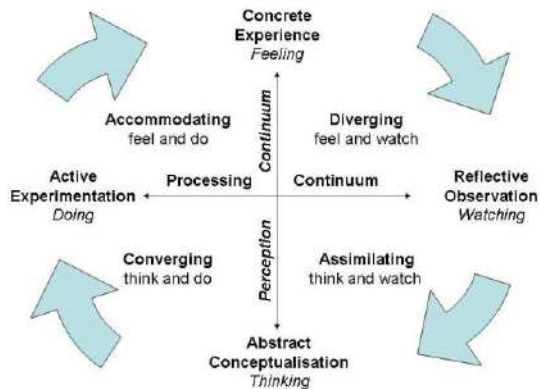 Concrete
Experience
Feeling
Continuum
Accommodating
feel and do
Diverging
feel and watch
Active
Experimentation
Doing
Processing
Continuum
Reflective
Observation
Watching
Perception
Converging
think and do
Assimilating
think and watch
Abstract
Conceptualisation
Thinking